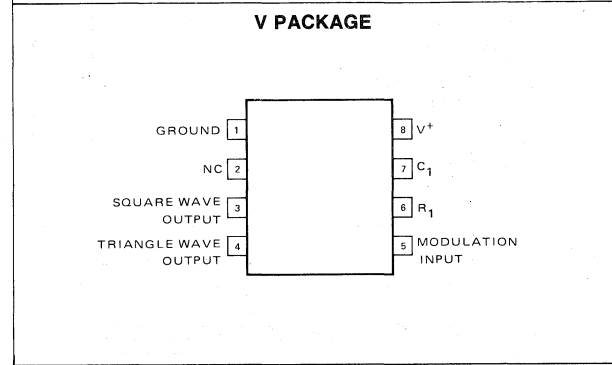 V PACKAGE
GROUND 1
NC 2
SQUARE WAVE
OUTPUT 3
TRIANGLE WAVE
OUTPUT 4
8 V+
7 C1
6 R1
5 MODULATION
INPUT